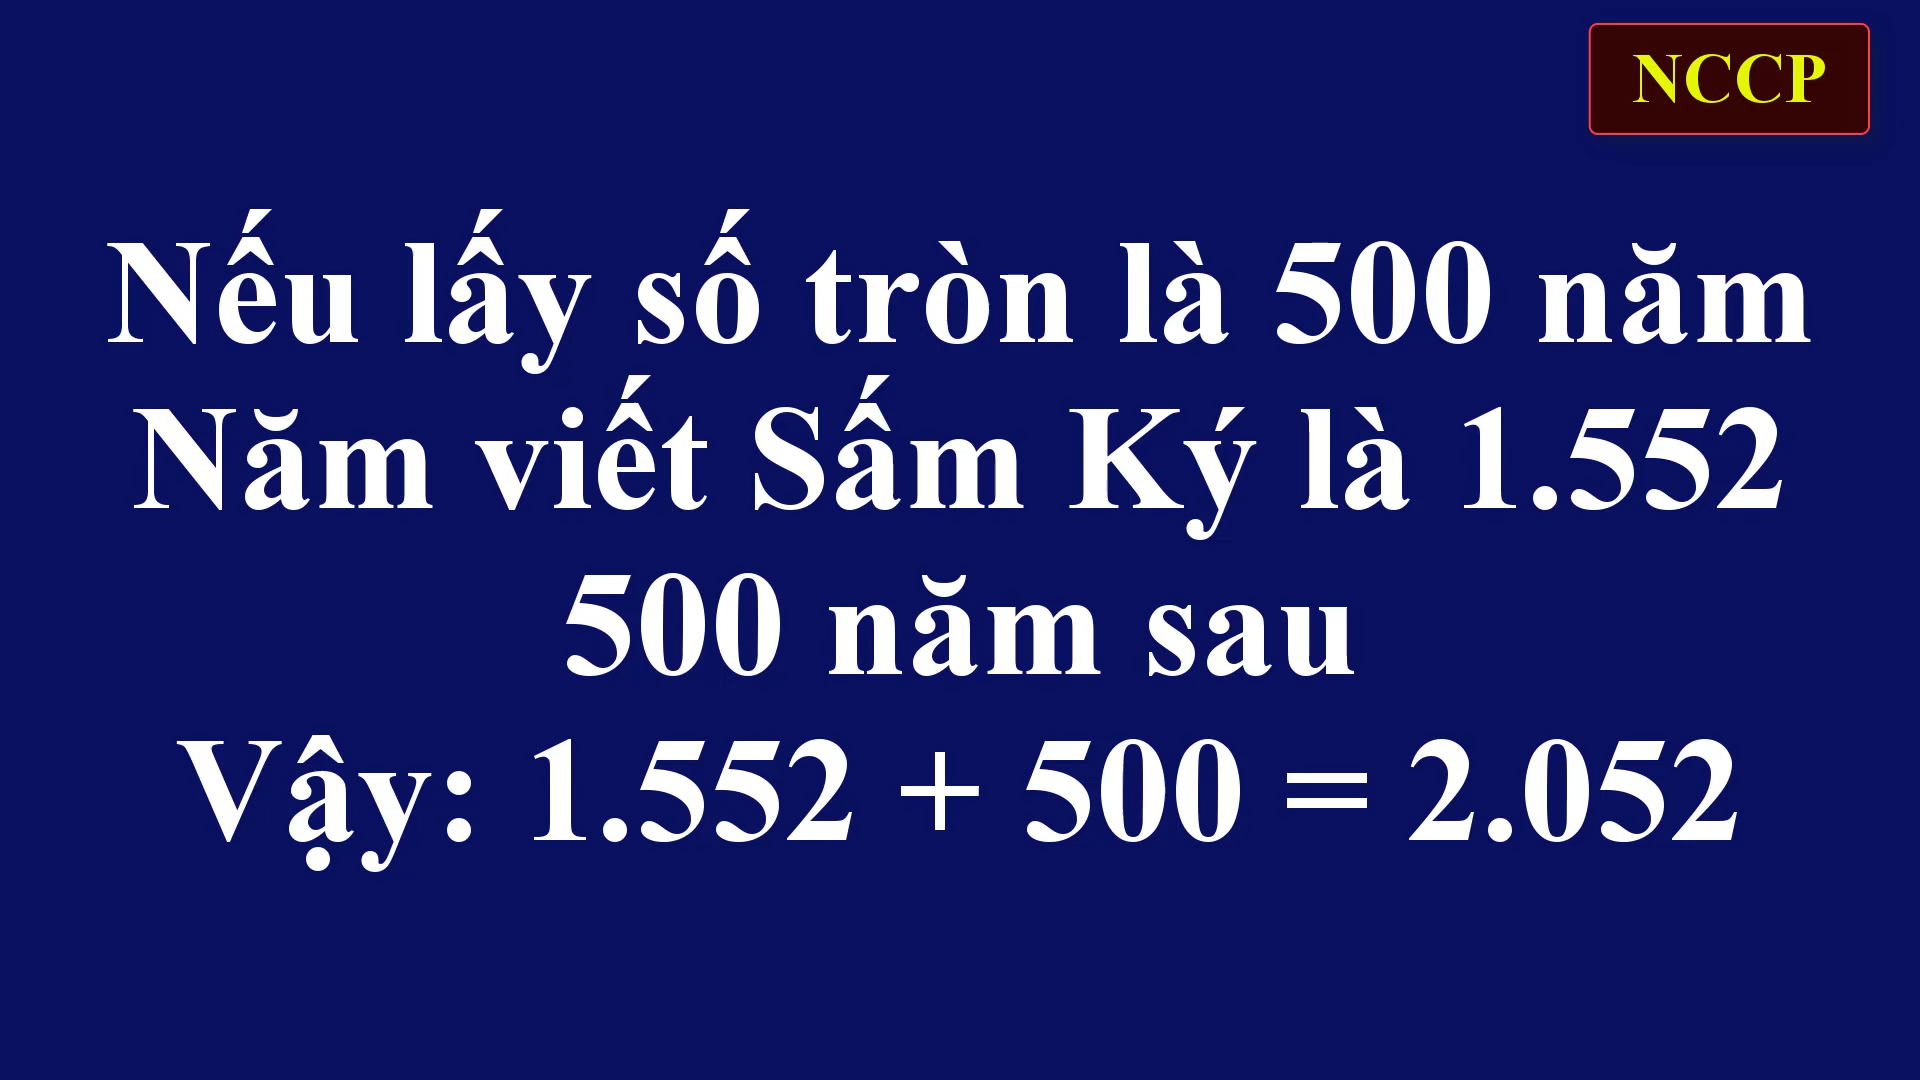 NCCP
Nếu lấy số tròn là 500 năm
Năm viết Sấm Ký là 1.552
500 năm sau
Vậy: 1.552 + 500 = 2.052